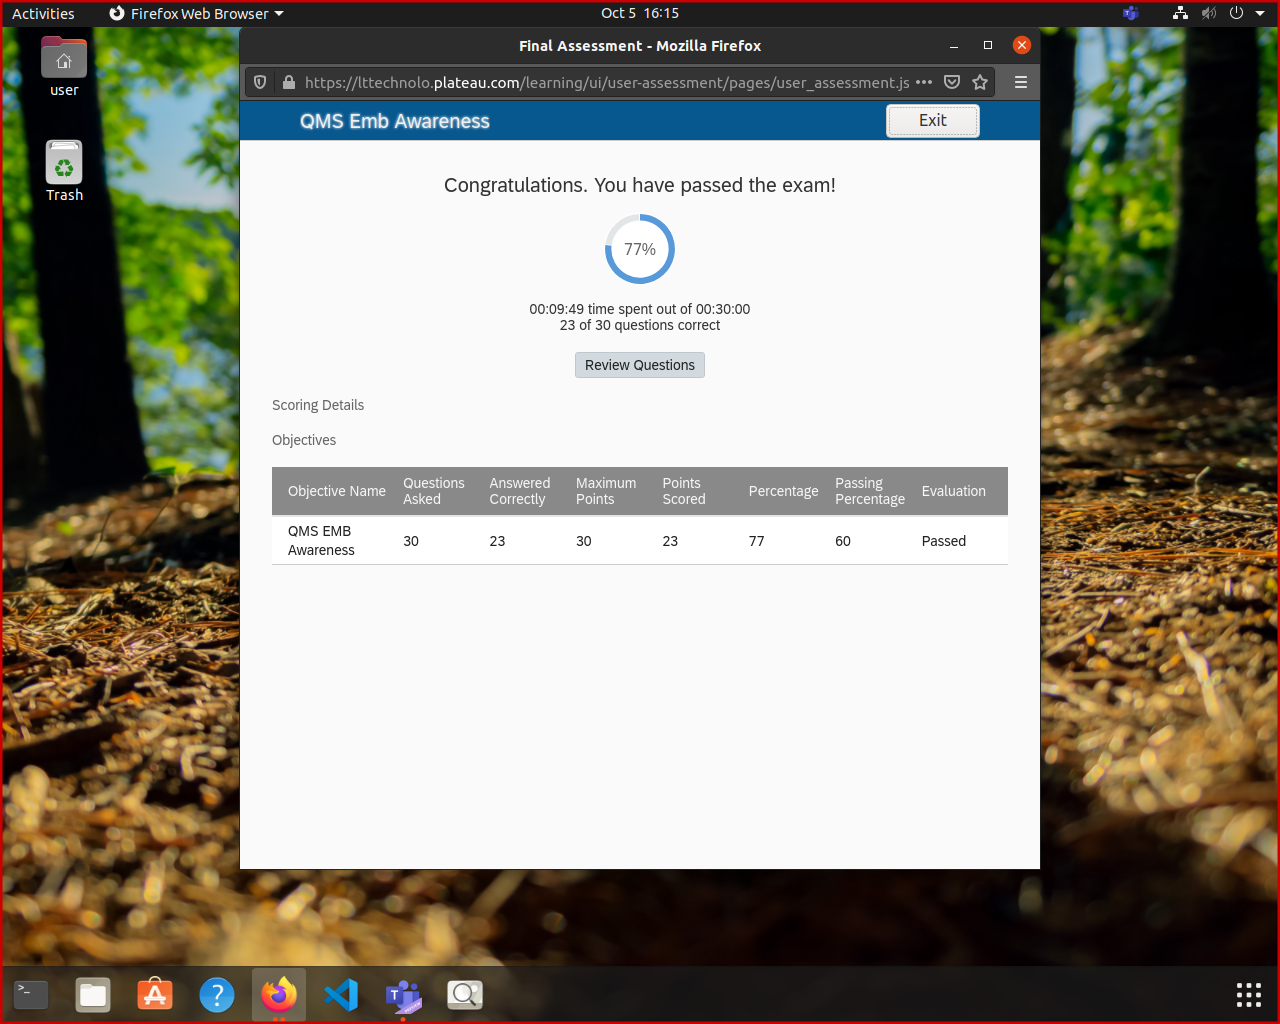 Activities
Firefox Web Browser
Oct 5 16:15
user
Trash
Final Assessment - Mozilla Firefox
https://lttechnolo.plateau.com/learning/ui/user-assessment/pages/user_assessment.js
QMS Emb Awareness
Exit
Congratulations. You have passed the exam!
77%
00:09:49 time spent out of 00:30:00
23 of 30 questions correct
Review Questions
Scoring Details
Objectives
Objective Name Questions Asked Answered Correctly Maximum Points Points Scored Percentage Passing Percentage Evaluation
QMS EMB Awareness 30 23 30 23 77 60 Passed